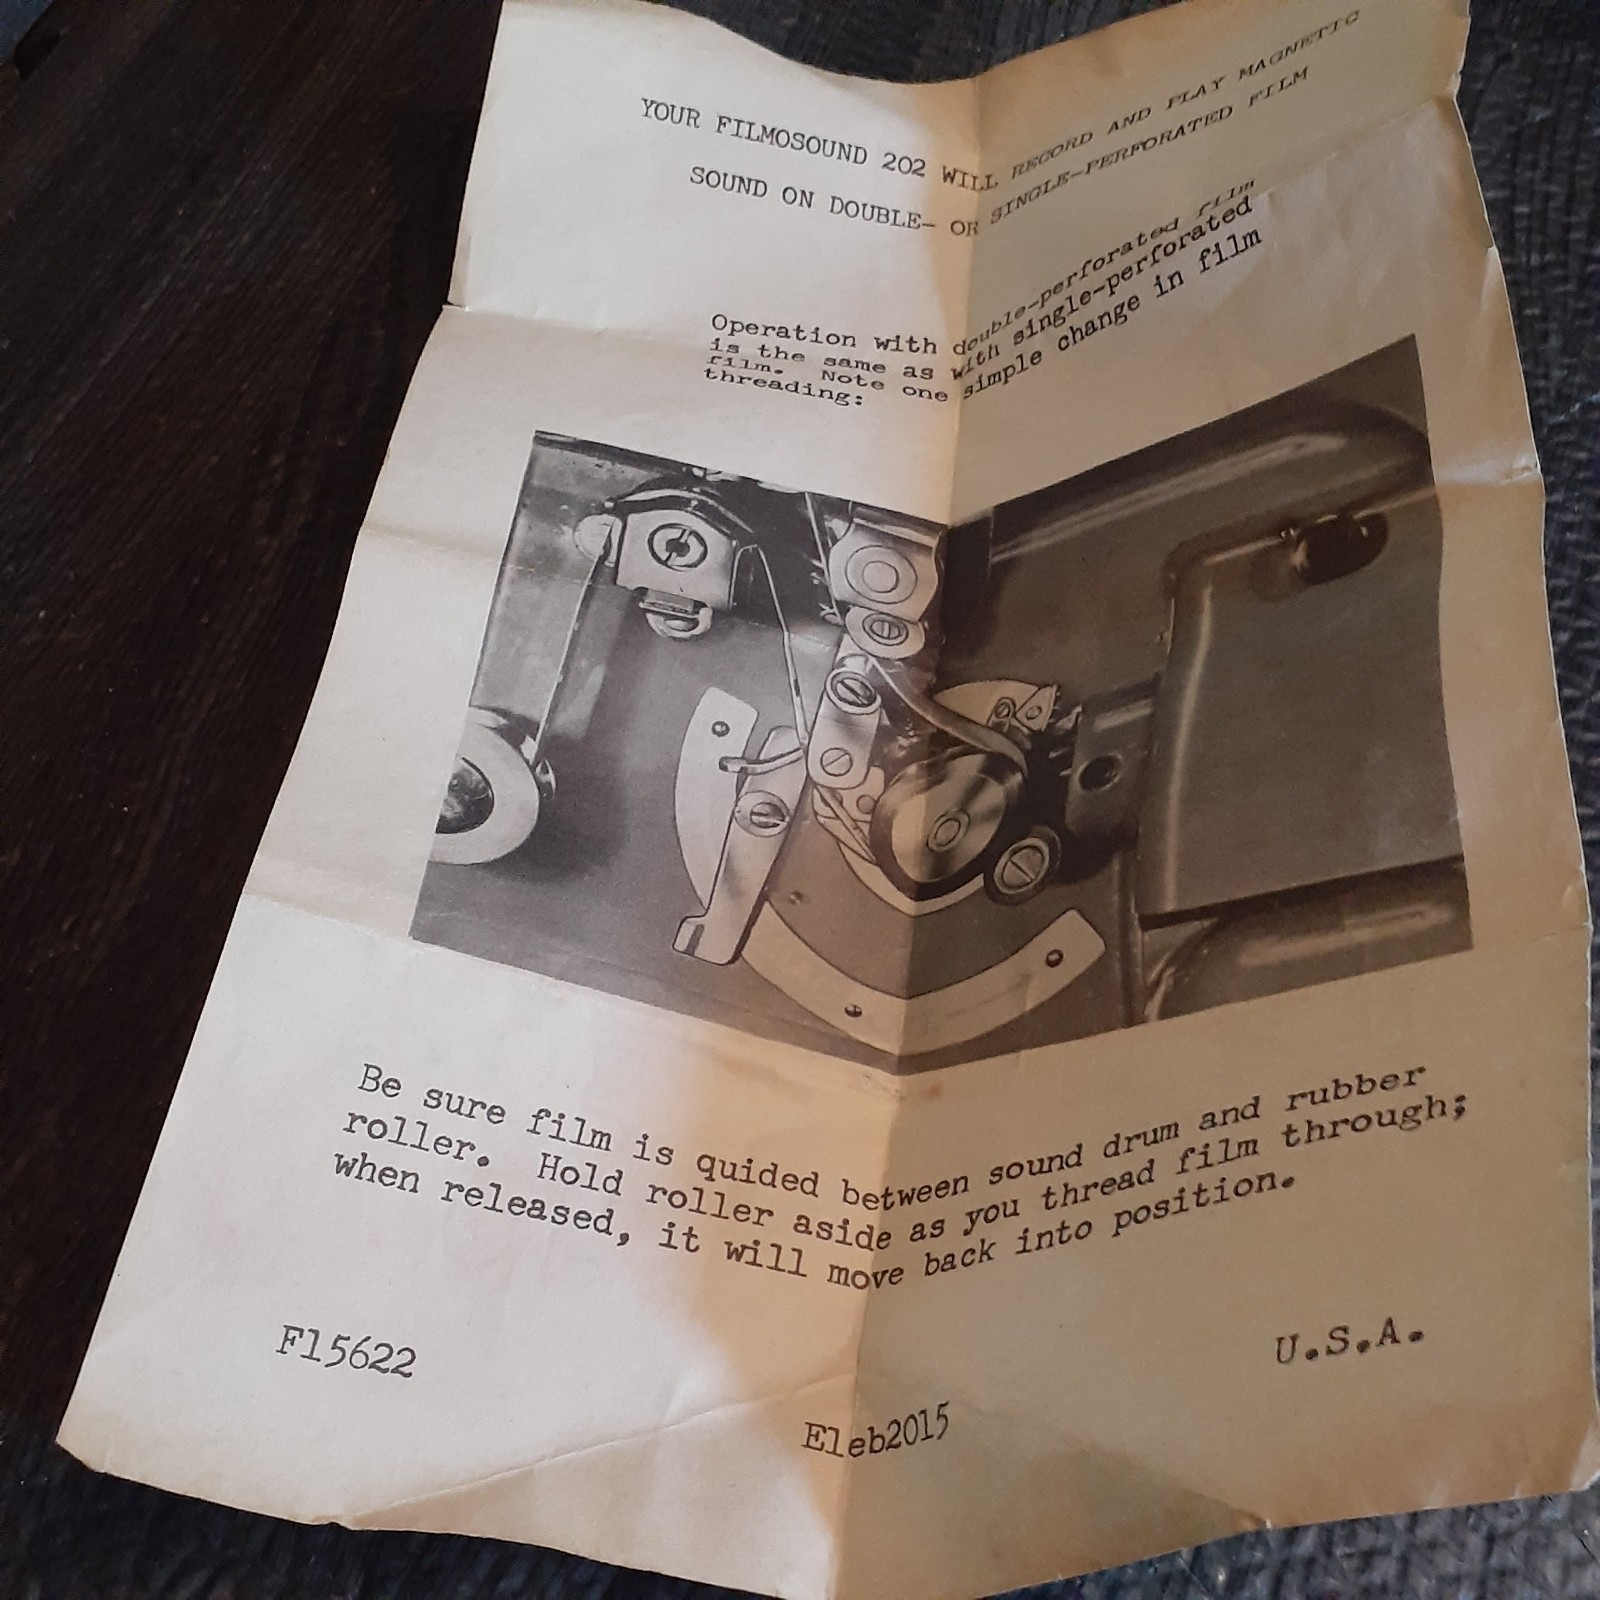 YOUR FILMOSOUND 202 WILL RECORD AND PLAY MAGNETIC
SOUND ON DOUBLE- OR SINGLE-PERFORATED FILM
Operation with double-perforated film
is the same as with single-perforated
film. Note one simple change in film
threading:
Be sure film is quided between sound drum and rubber
roller. Hold roller aside as you thread film through;
when released, it will move back into position.
F15622
U.S.A.
Eleb2015